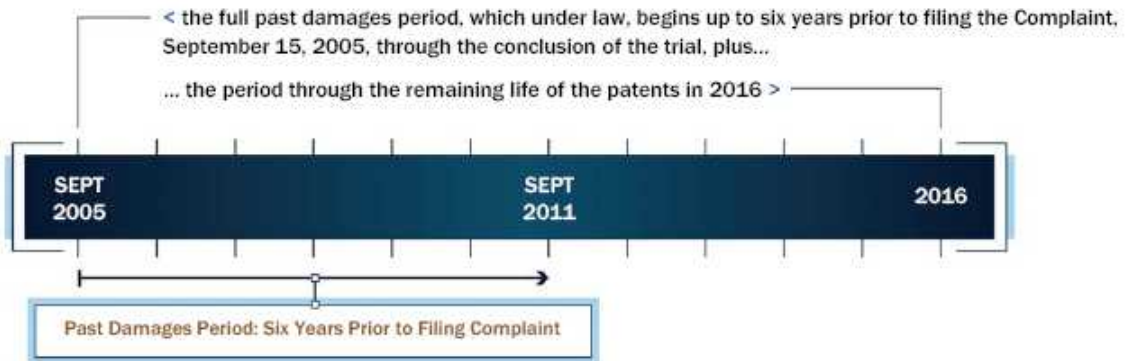 < the full past damages period, which under law, begins up to six years prior to filing the Complaint,
September 15, 2005, through the conclusion of the trial, plus...
... the period through the remaining life of the patents in 2016 >
SEPT
2005
SEPT
2011
2016
Past Damages Period: Six Years Prior to Filing Complaint